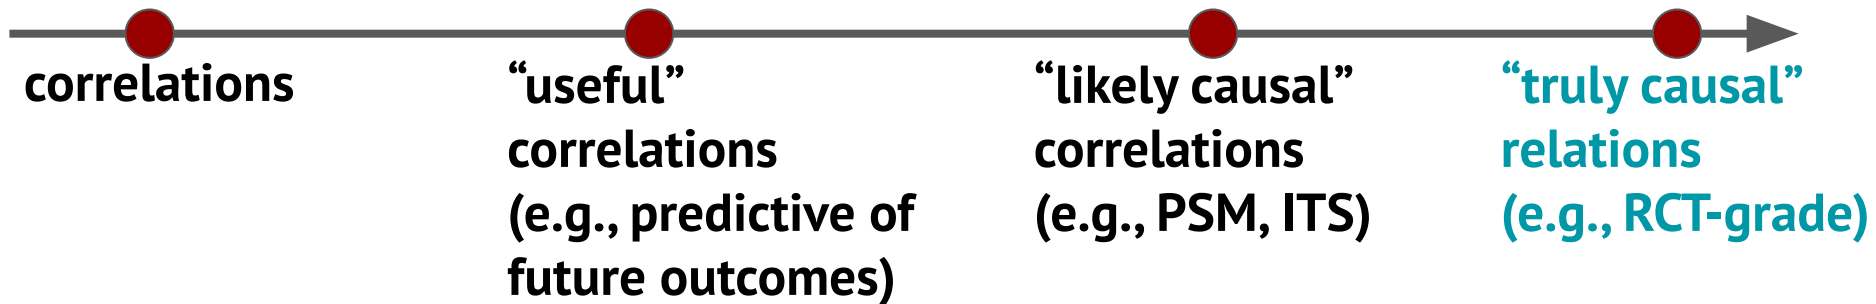 correlations
“useful”
correlations
(e.g., predictive of
future outcomes)
“likely causal”
correlations
(e.g., PSM, ITS)
“truly causal”
relations
(e.g., RCT-grade)